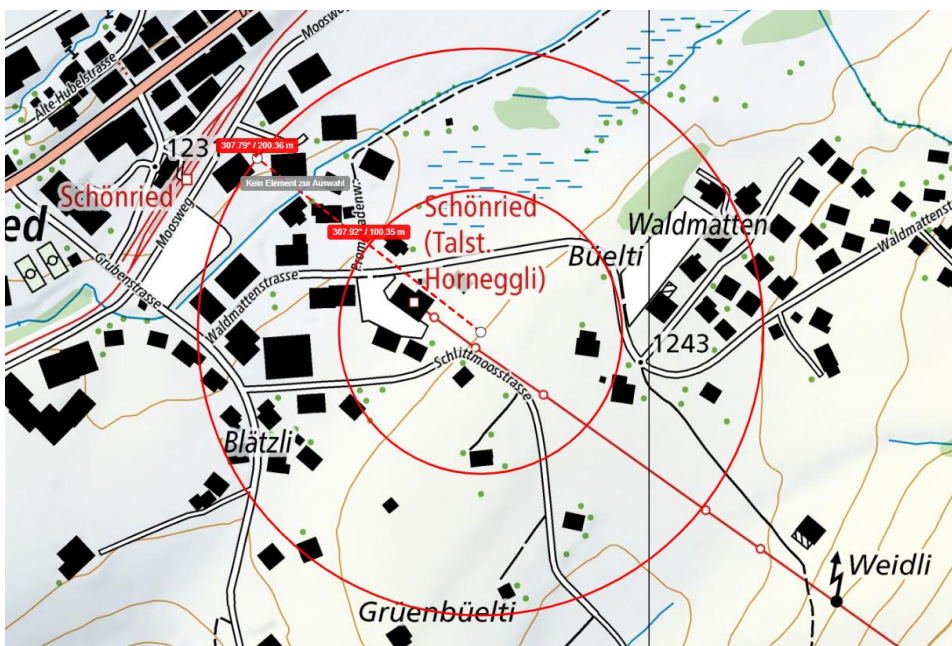 Alte-Hubelstrasse
Moosweg
Moosweg
123
307.79° / 200.36 m
Kein Element zur Auswahl
Schönried
ed
Moosweg
307.92° / 100.35 m
Schönried
(Talst.
Horneggli)
Waldmatten
Büelti
Waldmattenstrasse
Grubenstrasse
Waldmattenstrasse
1243
Schlittmoosstrasse
Blätzli
Weidli
Grüenbüelti